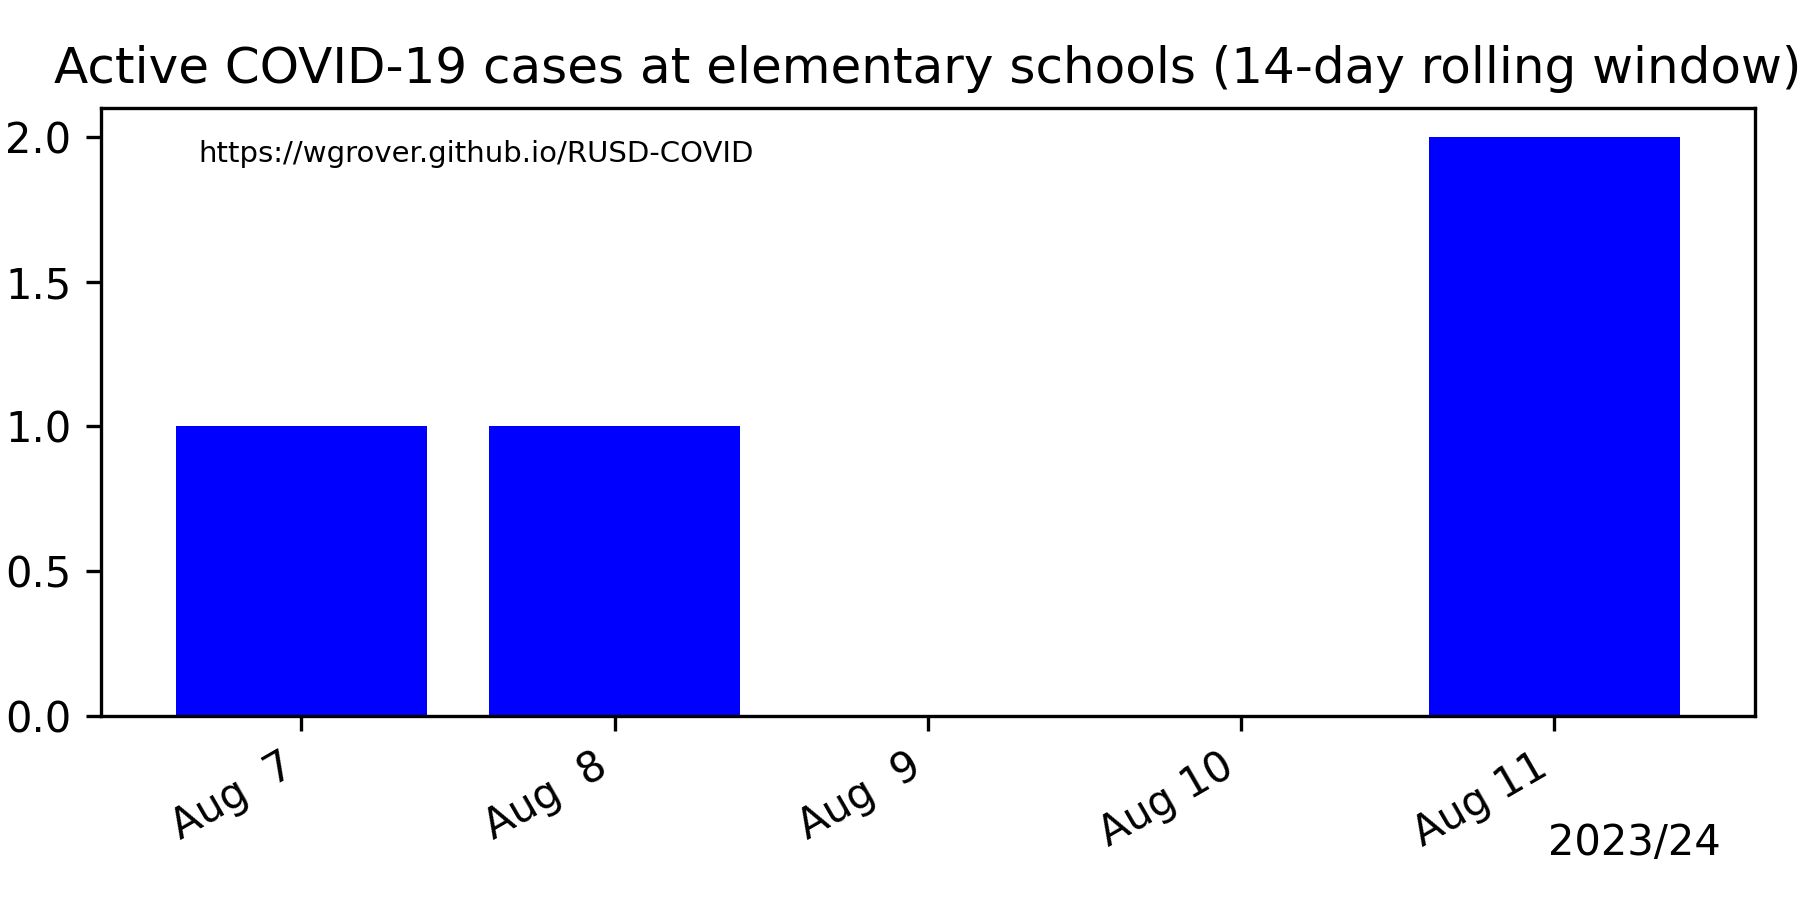 Active COVID-19 cases at elementary schools (14-day rolling window)
https://wgrover.github.io/RUSD-COVID
2.0
1.5
1.0
0.5
0.0
Aug 7
Aug 8
Aug 9
Aug 10
Aug 11
2023/24